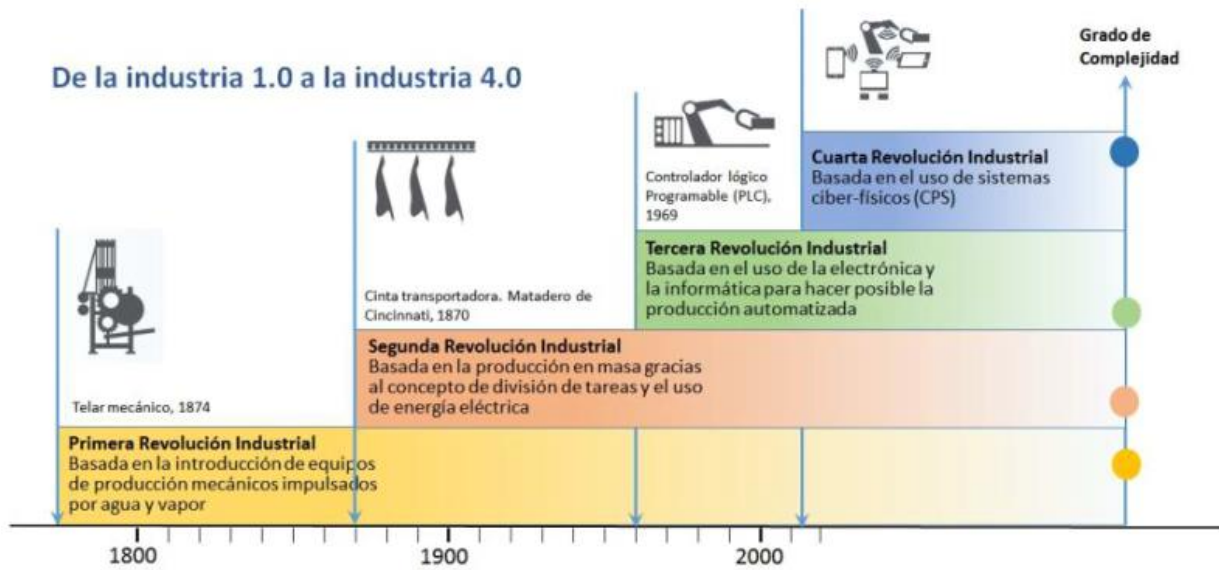 De la industria 1.0 a la industria 4.0
Grado de
Complejidad
Cuarta Revolución Industrial
Basada en el uso de sistemas
ciber-físicos (CPS)
Controlador lógico
Programable (PLC),
1969
Tercera Revolución Industrial
Basada en el uso de la electrónica y
la informática para hacer posible la
producción automatizada
Cinta transportadora. Matadero de
Cincinnati, 1870
Segunda Revolución Industrial
Basada en la producción en masa gracias
al concepto de división de tareas y el uso
de energía eléctrica
Telar mecánico, 1874
Primera Revolución Industrial
Basada en la introducción de equipos
de producción mecánicos impulsados
por agua y vapor
1800
1900
2000